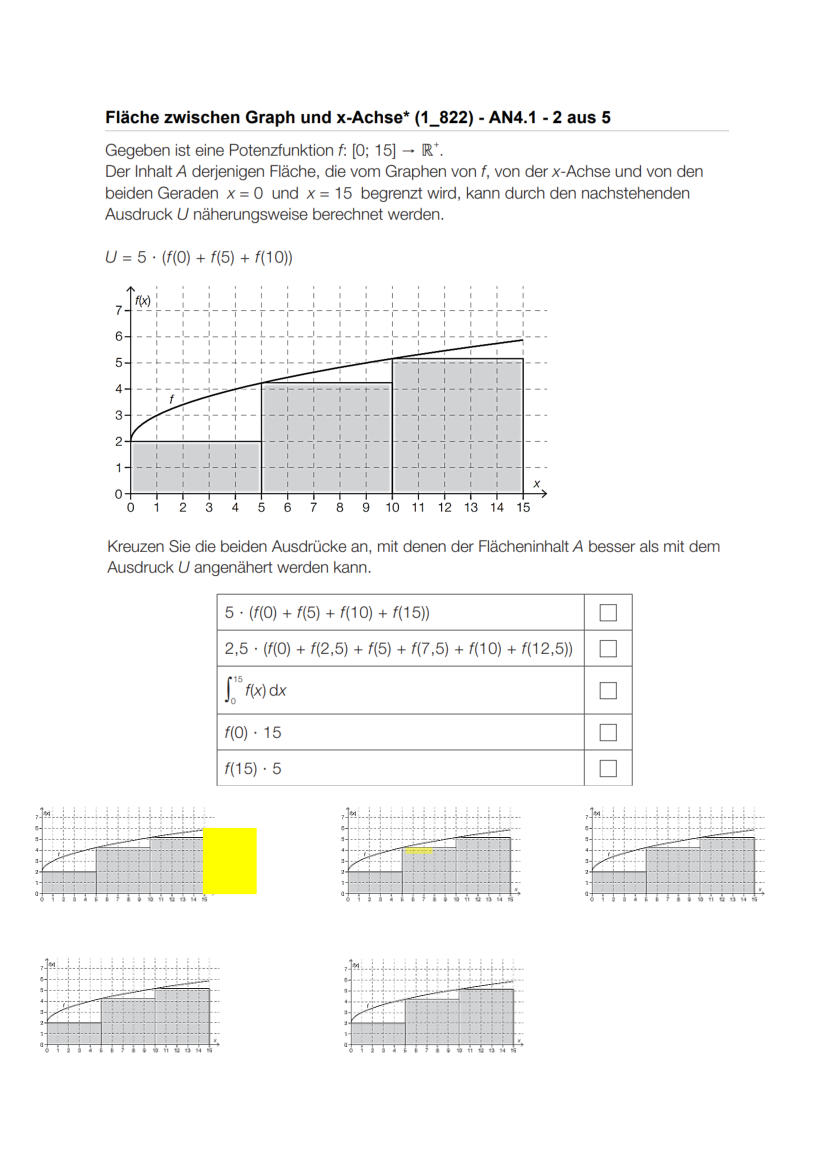 Fläche zwischen Graph und x-Achse* (1_822) - AN4.1 - 2 aus 5
Gegeben ist eine Potenzfunktion f: [0; 15] → ℝ⁺.
Der Inhalt A derjenigen Fläche, die vom Graphen von f, von der x-Achse und von den
beiden Geraden x = 0 und x = 15 begrenzt wird, kann durch den nachstehenden
Ausdruck U näherungsweise berechnet werden.
U = 5 · (f(0) + f(5) + f(10))
f(x)
7
6
5
4
f
3
2
1
0
x
0 1 2 3 4 5 6 7 8 9 10 11 12 13 14 15
Kreuzen Sie die beiden Ausdrücke an, mit denen der Flächeninhalt A besser als mit dem
Ausdruck U angenähert werden kann.
5 · (f(0) + f(5) + f(10) + f(15))
2,5 · (f(0) + f(2,5) + f(5) + f(7,5) + f(10) + f(12,5))
∫₀¹⁵ f(x) dx
f(0) · 15
f(15) · 5